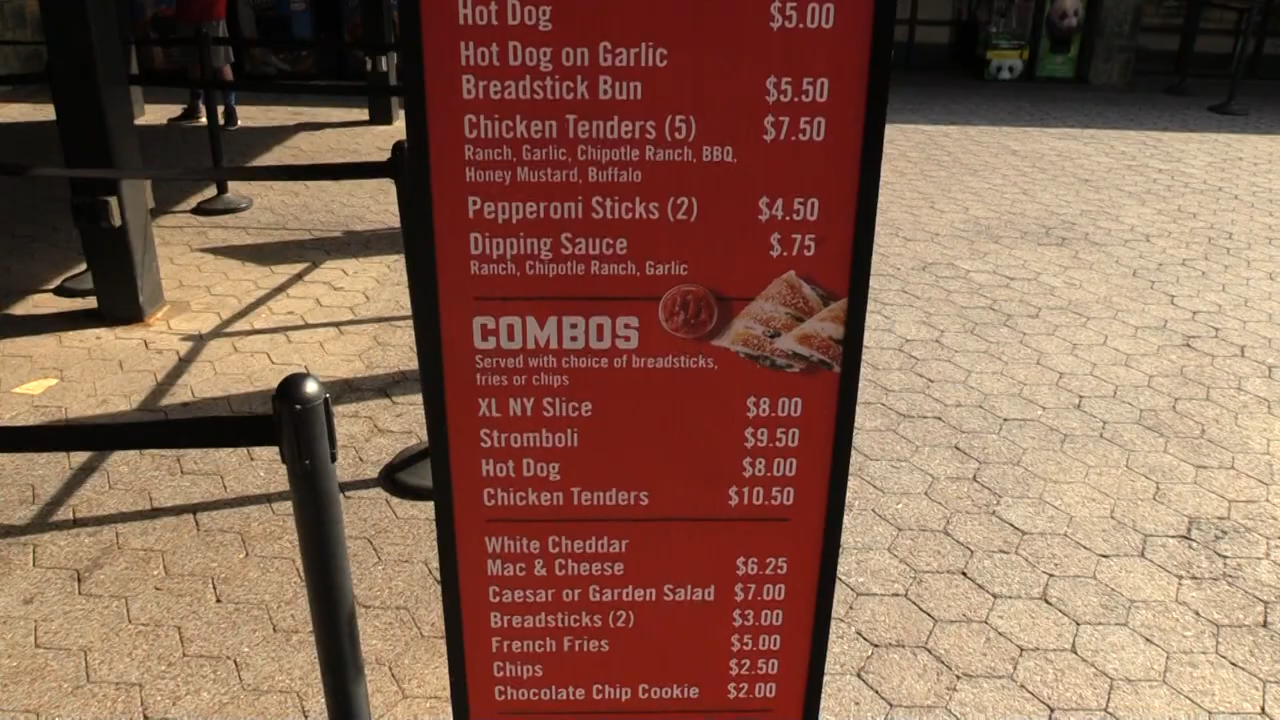 Hot Dog $5.00
Hot Dog on Garlic
Breadstick Bun $5.50
Chicken Tenders (5) $7.50
Ranch, Garlic, Chipotle Ranch, BBQ,
Honey Mustard, Buffalo
Pepperoni Sticks (2) $4.50
Dipping Sauce $.75
Ranch, Chipotle Ranch, Garlic
COMBOS
Served with choice of breadsticks,
fries or chips
XL NY Slice $8.00
Stromboli $9.50
Hot Dog $8.00
Chicken Tenders $10.50
White Cheddar
Mac & Cheese $6.25
Caesar or Garden Salad $7.00
Breadsticks (2) $3.00
French Fries $5.00
Chips $2.50
Chocolate Chip Cookie $2.00